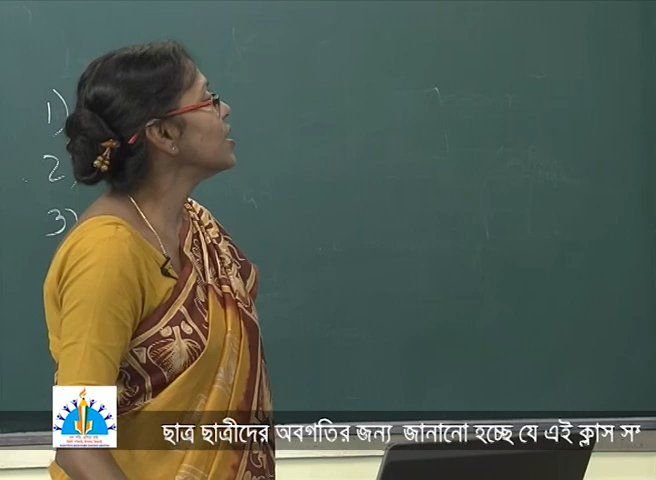 1)
2)
3)
ছাত্র ছাত্রীদের অবগতির জন্য জানানো হচ্ছে যে এই ক্লাস